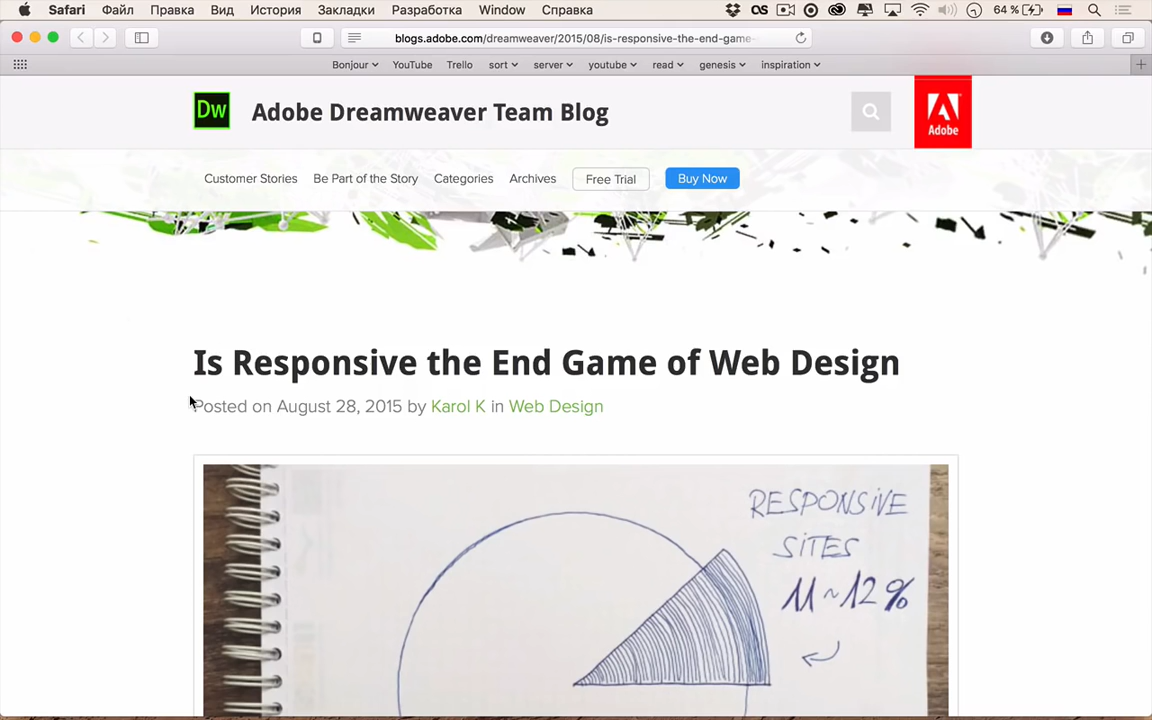 Safari Файл Правка Вид История Закладки Разработка Window Справка 64 %
blogs.adobe.com/dreamweaver/2015/08/is-responsive-the-end-game-
Bonjour YouTube Trello sort server youtube read genesis inspiration
Dw Adobe Dreamweaver Team Blog Adobe
Customer Stories Be Part of the Story Categories Archives Free Trial Buy Now
Is Responsive the End Game of Web Design
Posted on August 28, 2015 by Karol K in Web Design
RESPONSIVE
SITES
11~12%